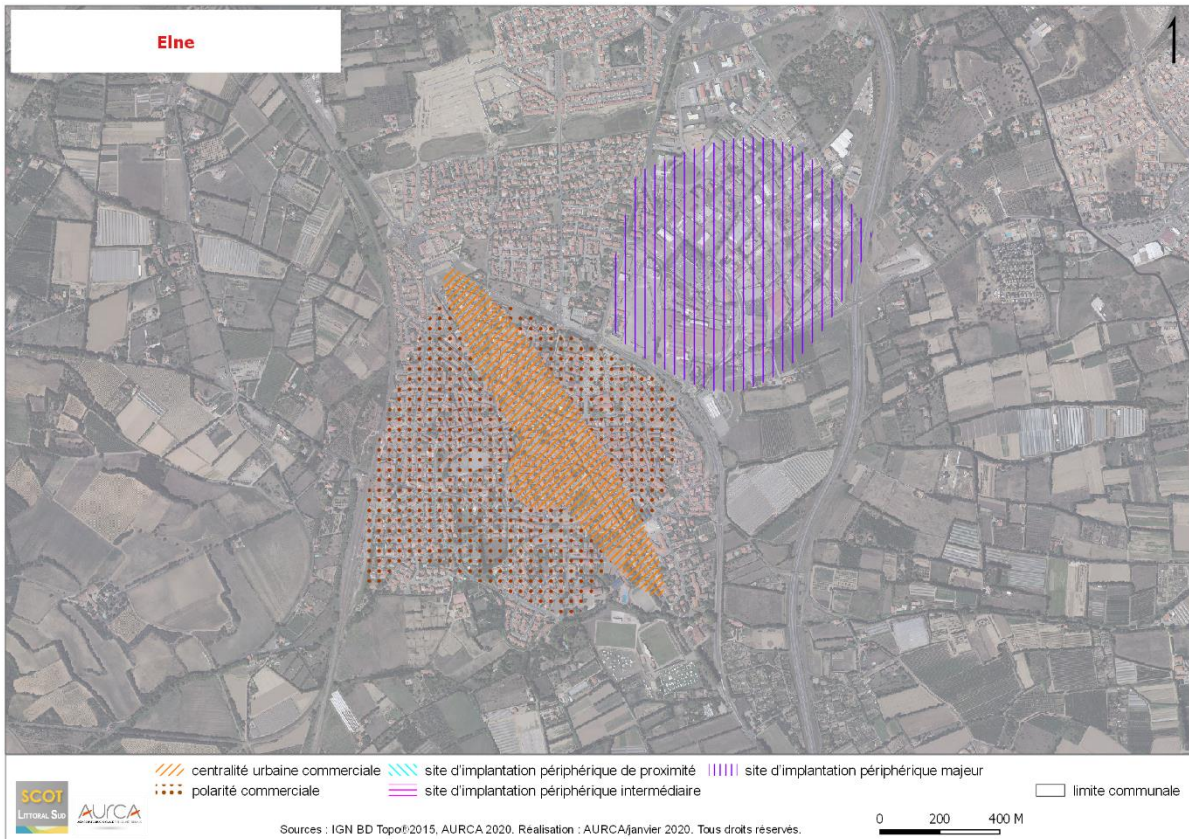 Elne
centralité urbaine commerciale
site d'implantation périphérique de proximité
site d'implantation périphérique majeur
polarité commerciale
site d'implantation périphérique intermédiaire
limite communale
SCOT
LITTORAL SUD
AURCA
Sources : IGN BD Topo®2015, AURCA 2020. Réalisation : AURCA/janvier 2020. Tous droits réservés.
0 200 400 M